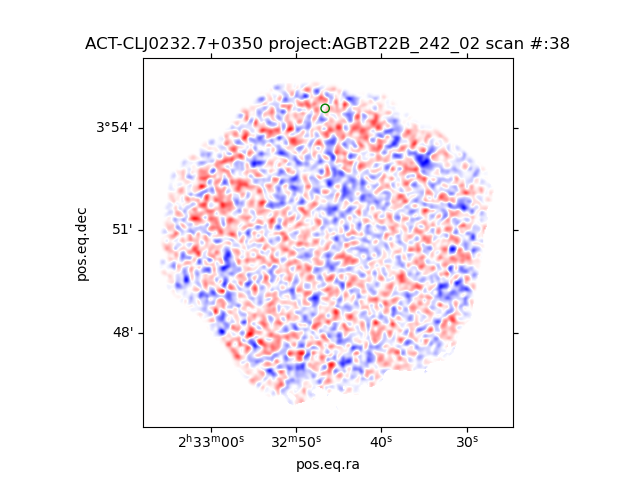 ACT-CLJ0232.7+0350 project:AGBT22B_242_02 scan #:38
3°54'
51'
48'
pos.eq.dec
2ʰ33ᵐ00ˢ 32ᵐ50ˢ 40ˢ 30ˢ
pos.eq.ra